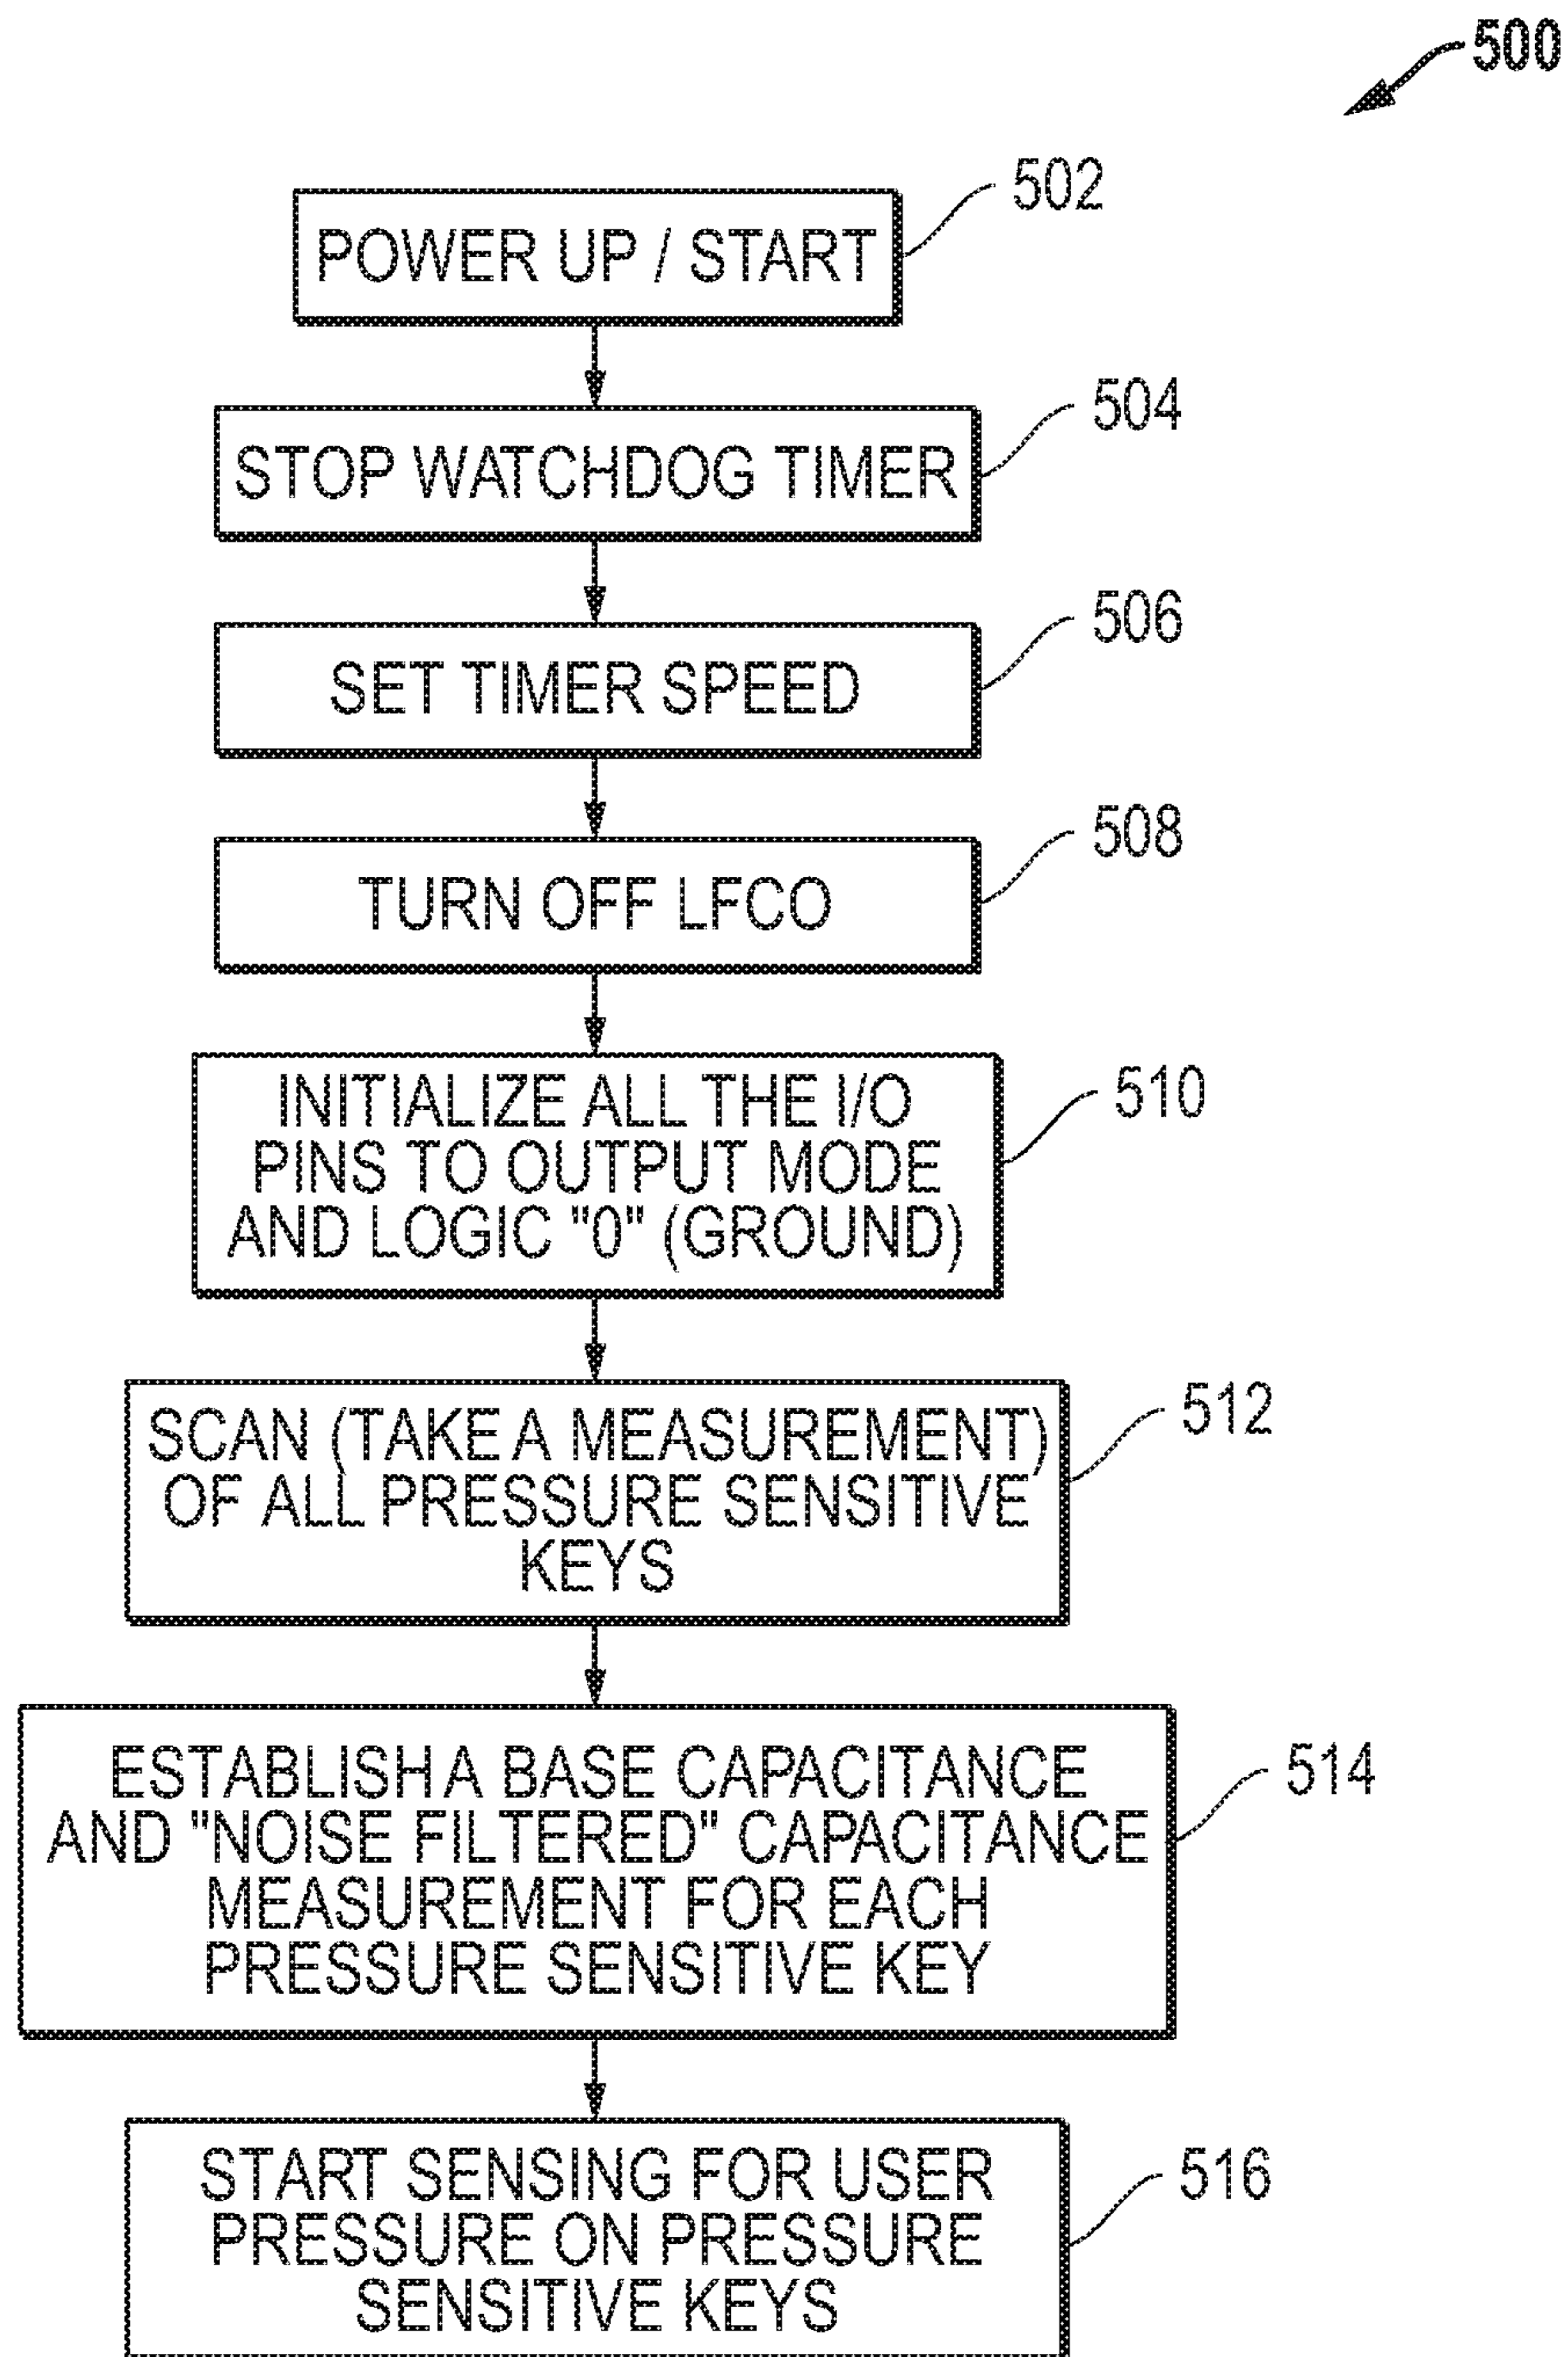 500
502
POWER UP / START
504
STOP WATCHDOG TIMER
506
SET TIMER SPEED
508
TURN OFF LFCO
510
INITIALIZE ALL THE I/O
PINS TO OUTPUT MODE
AND LOGIC "0" (GROUND)
512
SCAN (TAKE A MEASUREMENT)
OF ALL PRESSURE SENSITIVE
KEYS
514
ESTABLISH A BASE CAPACITANCE
AND "NOISE FILTERED" CAPACITANCE
MEASUREMENT FOR EACH
PRESSURE SENSITIVE KEY
516
START SENSING FOR USER
PRESSURE ON PRESSURE
SENSITIVE KEYS